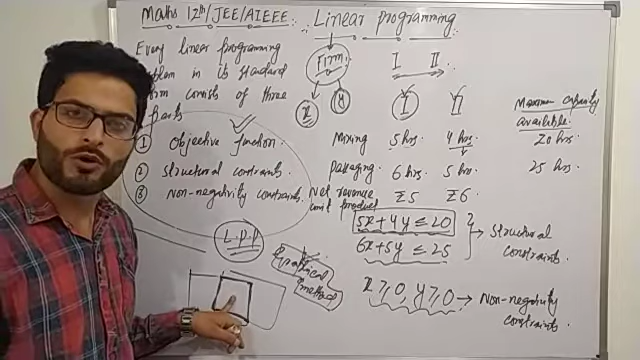 Maths 12th/JEE/AIEEE
Linear programming
Every linear programming
problem in its standard
form consists of three
parts
① Objective function
② Structural constraints
③ Non-negativity constraints
L.P.P
Graphical
method
Firm
x
y
I II
I II
Maximum capacity
available
Mixing 5 hrs. 4 hrs. 20 hrs
Packaging 6 hrs. 5 hrs. 25 hrs
Net revenue ₹5 ₹6
unit product
5x+4y ≤ 20
6x+5y ≤ 25
Structural
constraints.
x ≥ 0, y ≥ 0 → Non-negativity
constraints.